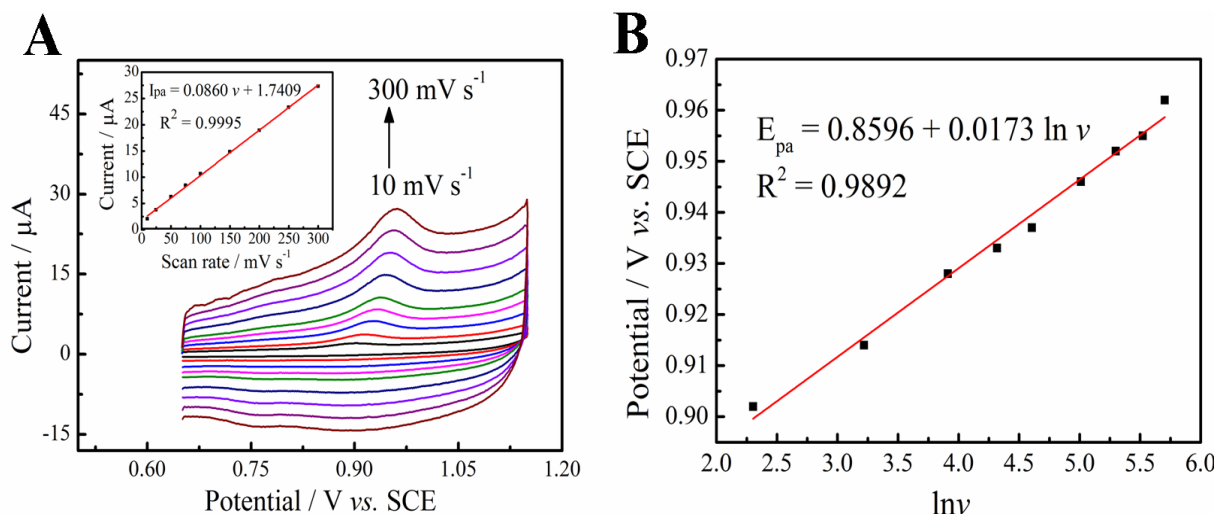 A
30
25
20
15
10
5
0
Current / μA
I_pa = 0.0860 v + 1.7409
R² = 0.9995
0 50 100 150 200 250 300
Scan rate / mV s⁻¹
300 mV s⁻¹
10 mV s⁻¹
45
30
15
0
-15
Current / μA
0.60 0.75 0.90 1.05 1.20
Potential / V vs. SCE
B
0.97
0.96
0.95
0.94
0.93
0.92
0.91
0.90
Potential / V vs. SCE
E_pa = 0.8596 + 0.0173 ln v
R² = 0.9892
2.0 2.5 3.0 3.5 4.0 4.5 5.0 5.5 6.0
lnv